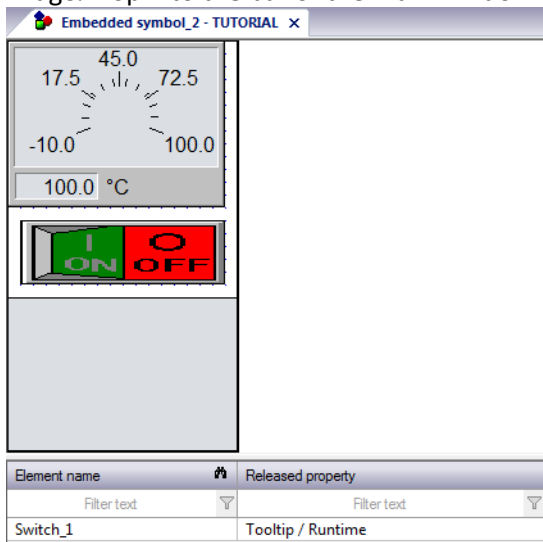 Embedded symbol_2 - TUTORIAL x
45.0
17.5 72.5
-10.0 100.0
100.0 °C
I O
ON OFF
Element name Released property
Filter text Filter text
Switch_1 Tooltip / Runtime